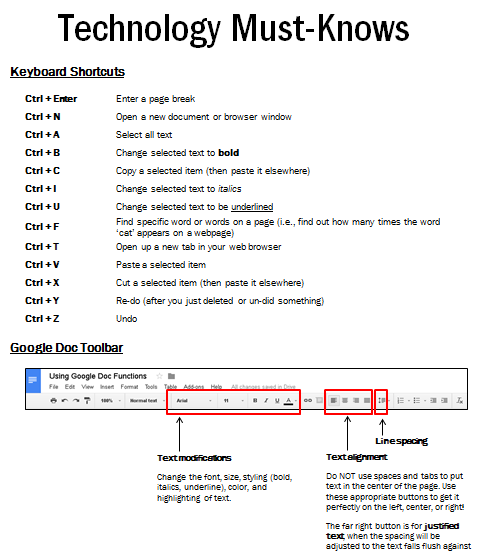 Technology Must-Knows
Keyboard Shortcuts
Ctrl + Enter Enter a page break
Ctrl + N Open a new document or browser window
Ctrl + A Select all text
Ctrl + B Change selected text to bold
Ctrl + C Copy a selected item (then paste it elsewhere)
Ctrl + I Change selected text to italics
Ctrl + U Change selected text to be underlined
Ctrl + F Find specific word or words on a page (i.e., find out how many times the word
‘cat’ appears on a webpage)
Ctrl + T Open up a new tab in your web browser
Ctrl + V Paste a selected item
Ctrl + X Cut a selected item (then paste it elsewhere)
Ctrl + Y Re-do (after you just deleted or un-did something)
Ctrl + Z Undo
Google Doc Toolbar
Using Google Doc Functions
File Edit View Insert Format Tools Table Add-ons Help All changes saved in Drive
100% Normal text Arial 11 B I U A
Line spacing
Text modifications
Change the font, size, styling (bold,
italics, underline), color, and
highlighting of text.
Text alignment
Do NOT use spaces and tabs to put
text in the center of the page. Use
these appropriate buttons to get it
perfectly on the left, center, or right!
The far right button is for justified
text, when the spacing will be
adjusted to the text falls flush against